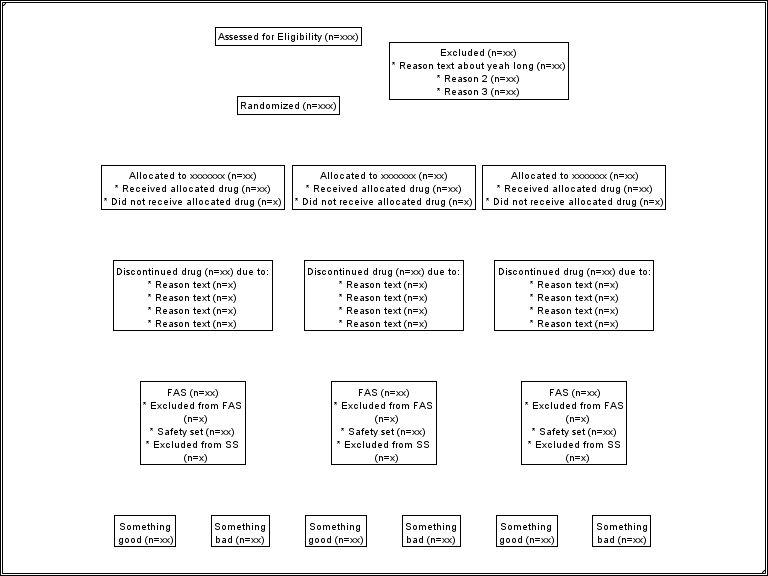 Assessed for Eligibility (n=xxx)
Excluded (n=xx)
* Reason text about yeah long (n=xx)
* Reason 2 (n=xx)
* Reason 3 (n=xx)
Randomized (n=xxx)
Allocated to xxxxxxx (n=xx)
* Received allocated drug (n=xx)
* Did not receive allocated drug (n=x)
Allocated to xxxxxxx (n=xx)
* Received allocated drug (n=xx)
* Did not receive allocated drug (n=x)
Allocated to xxxxxxx (n=xx)
* Received allocated drug (n=xx)
* Did not receive allocated drug (n=x)
Discontinued drug (n=xx) due to:
* Reason text (n=x)
* Reason text (n=x)
* Reason text (n=x)
* Reason text (n=x)
Discontinued drug (n=xx) due to:
* Reason text (n=x)
* Reason text (n=x)
* Reason text (n=x)
* Reason text (n=x)
Discontinued drug (n=xx) due to:
* Reason text (n=x)
* Reason text (n=x)
* Reason text (n=x)
* Reason text (n=x)
FAS (n=xx)
* Excluded from FAS
(n=x)
* Safety set (n=xx)
* Excluded from SS
(n=x)
FAS (n=xx)
* Excluded from FAS
(n=x)
* Safety set (n=xx)
* Excluded from SS
(n=x)
FAS (n=xx)
* Excluded from FAS
(n=x)
* Safety set (n=xx)
* Excluded from SS
(n=x)
Something
good (n=xx)
Something
bad (n=xx)
Something
good (n=xx)
Something
bad (n=xx)
Something
good (n=xx)
Something
bad (n=xx)